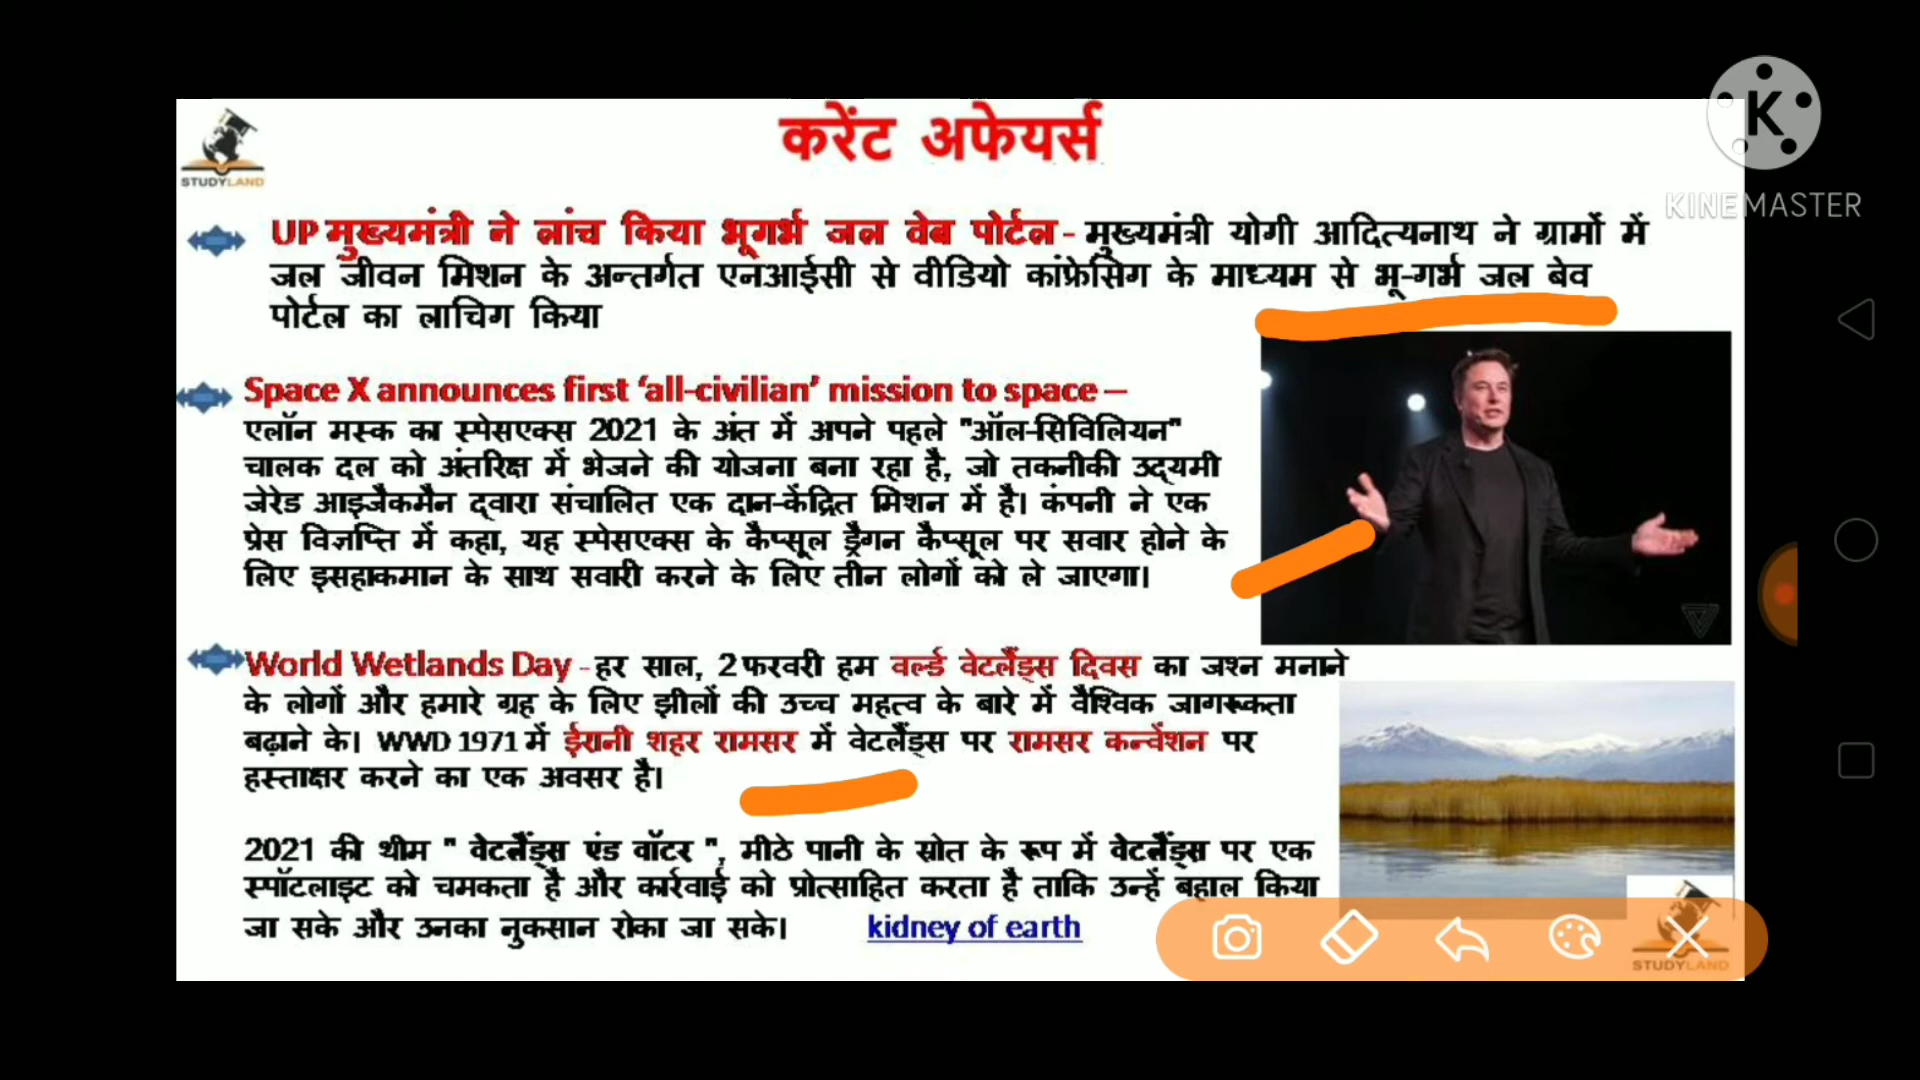 करेंट अफेयर्स
K
KINEMASTER
STUDYLAND
UP मुख्यमंत्री ने लांच किया भूगर्भ जल वेब पोर्टल - मुख्यमंत्री योगी आदित्यनाथ ने ग्रामों में
जल जीवन मिशन के अन्तर्गत एनआईसी से वीडियो कांफ्रेसिंग के माध्यम से भू-गर्भ जल बेव
पोर्टल का लाचिग किया
Space X announces first ‘all-civilian’ mission to space –
एलॉन मस्क का स्पेसएक्स 2021 के अंत में अपने पहले "ऑल-सिविलियन"
चालक दल को अंतरिक्ष में भेजने की योजना बना रहा है, जो तकनीकी उद्यमी
जेरेड आइजैकमैन द्वारा संचालित एक दान-केंद्रित मिशन में है। कंपनी ने एक
प्रेस विज्ञप्ति में कहा, यह स्पेसएक्स के कैप्सूल ड्रैगन कैप्सूल पर सवार होने के
लिए इसहाकमान के साथ सवारी करने के लिए तीन लोगों को ले जाएगा।
World Wetlands Day - हर साल, 2 फरवरी हम वर्ल्ड वेटलैंड्स दिवस का जश्न मनाने
के लोगों और हमारे ग्रह के लिए झीलों की उच्च महत्व के बारे में वैश्विक जागरूकता
बढ़ाने के। WWD 1971 में ईरानी शहर रामसर में वेटलैंड्स पर रामसर कन्वेंशन पर
हस्ताक्षर करने का एक अवसर है।
2021 की थीम " वेटलैंड्स एंड वॉटर ", मीठे पानी के स्रोत के रूप में वेटलैंड्स पर एक
स्पॉटलाइट को चमकता है और कार्रवाई को प्रोत्साहित करता है ताकि उन्हें बहाल किया
जा सके और उनका नुकसान रोका जा सके। kidney of earth
STUDYLAND